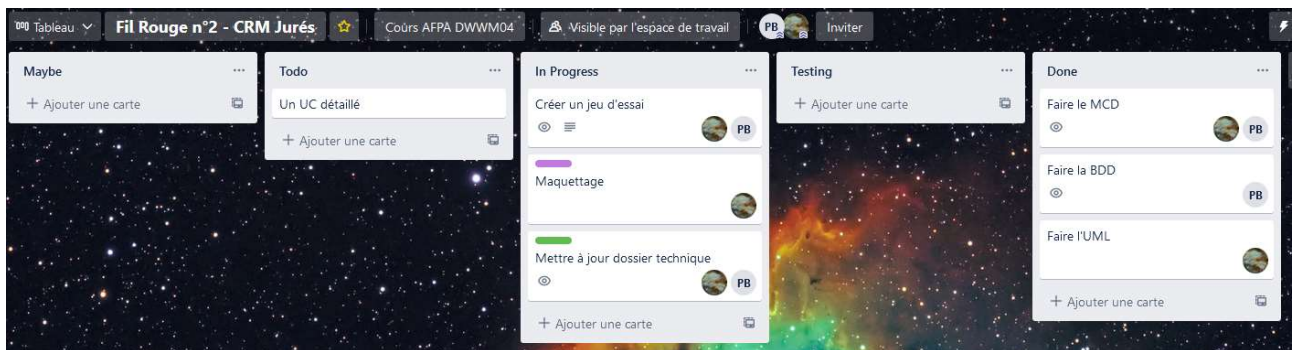 Tableau
Fil Rouge n°2 - CRM Jurés
Cours AFPA DWWM04
Visible par l'espace de travail
PB
Inviter
Maybe
Ajouter une carte
Todo
Un UC détaillé
Ajouter une carte
In Progress
Créer un jeu d'essai
PB
Maquettage
Mettre à jour dossier technique
PB
Ajouter une carte
Testing
Ajouter une carte
Done
Faire le MCD
PB
Faire la BDD
PB
Faire l'UML
Ajouter une carte